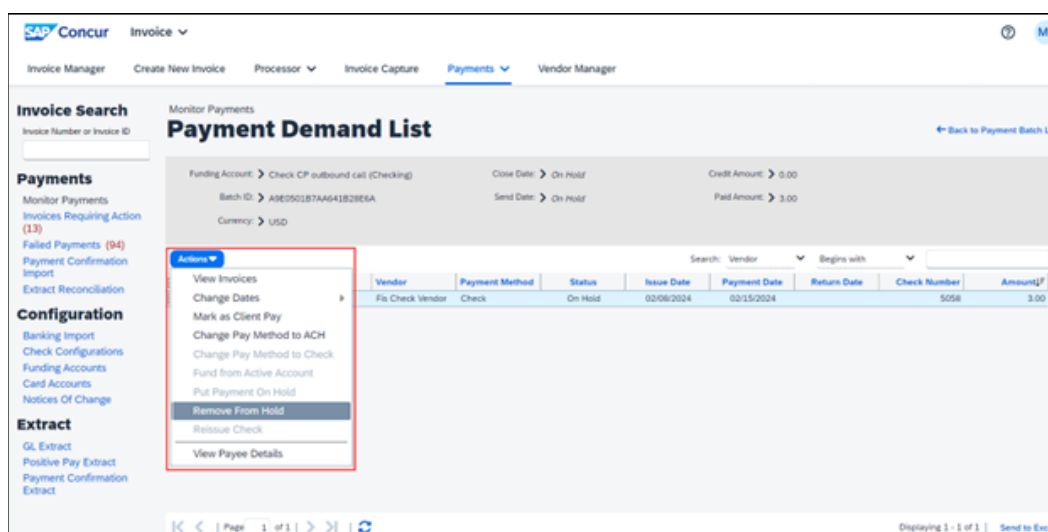 SAP Concur Invoice
M
Invoice Manager Create New Invoice Processor Invoice Capture Payments Vendor Manager
Invoice Search
Invoice Number or Invoice ID
Payments
Monitor Payments
Invoices Requiring Action
(13)
Failed Payments (94)
Payment Confirmation
Import
Extract Reconciliation
Configuration
Banking Import
Check Configurations
Funding Accounts
Card Accounts
Notices Of Change
Extract
GL Extract
Positive Pay Extract
Payment Confirmation
Extract
Monitor Payments
Payment Demand List
Back to Payment Batch L
Funding Account: Check CP outbound call (Checking) Close Date: On Hold Credit Amount: 0.00
Batch ID: A9E0501B7AA641B28E6A Send Date: On Hold Paid Amount: 3.00
Currency: USD
Actions Search: Vendor Begins with
View Invoices
Change Dates
Mark as Client Pay
Change Pay Method to ACH
Change Pay Method to Check
Fund from Active Account
Put Payment On Hold
Remove From Hold
Reissue Check
View Payee Details
Vendor Payment Method Status Issue Date Payment Date Return Date Check Number Amount
Fis Check Vendor Check On Hold 02/08/2024 02/15/2024 5058 3.00
Page 1 of 1 Displaying 1 - 1 of 1 Send to Exc